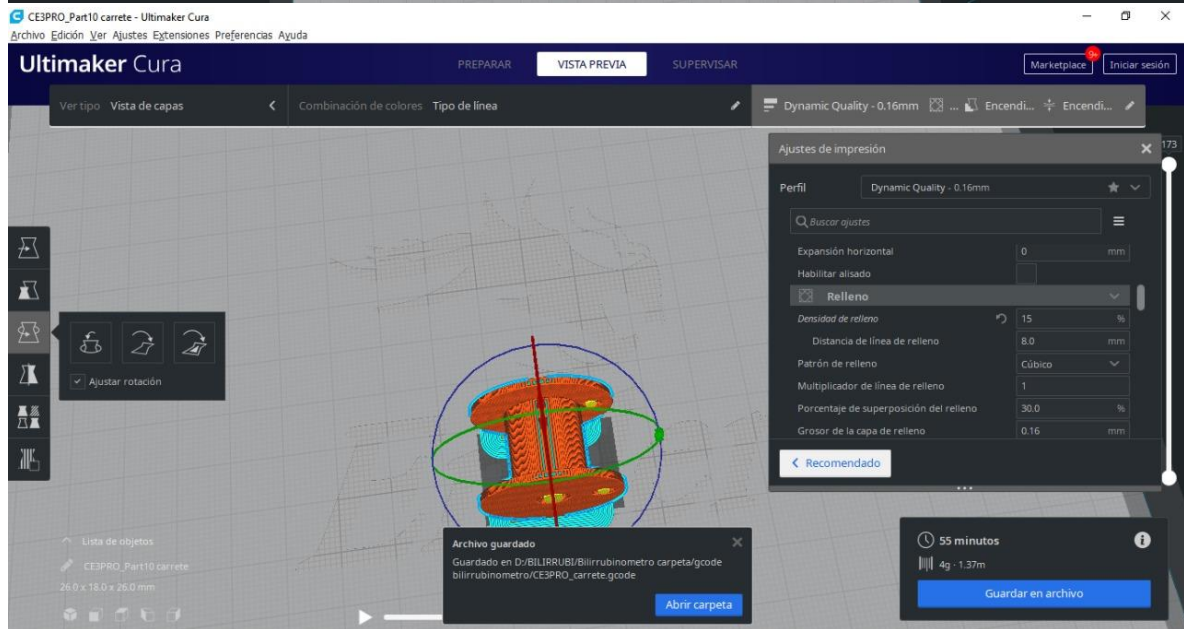 CE3PRO_Part10 carrete - Ultimaker Cura
Archivo Edición Ver Ajustes Extensiones Preferencias Ayuda
Ultimaker Cura
PREPARAR
VISTA PREVIA
SUPERVISAR
Marketplace
9+
Iniciar sesión
Ver tipo Vista de capas
Combinación de colores Tipo de línea
Dynamic Quality - 0.16mm ... Encendi... Encendi...
Ajustes de impresión
173
Perfil Dynamic Quality - 0.16mm
Buscar ajustes
Expansión horizontal 0 mm
Habilitar alisado
Relleno
Densidad de relleno 15 %
Distancia de línea de relleno 8.0 mm
Patrón de relleno Cúbico
Multiplicador de línea de relleno 1
Porcentaje de superposición del relleno 30.0 %
Grosor de la capa de relleno 0.16 mm
Recomendado
Ajustar rotación
Lista de objetos
CE3PRO_Part10 carrete
26.0 x 18.0 x 26.0 mm
Archivo guardado
Guardado en D:/BILIRRUBI/Bilirrubinometro carpeta/gcode
bilirrubinometro/CE3PRO_carrete.gcode
Abrir carpeta
55 minutos
4g · 1.37m
Guardar en archivo